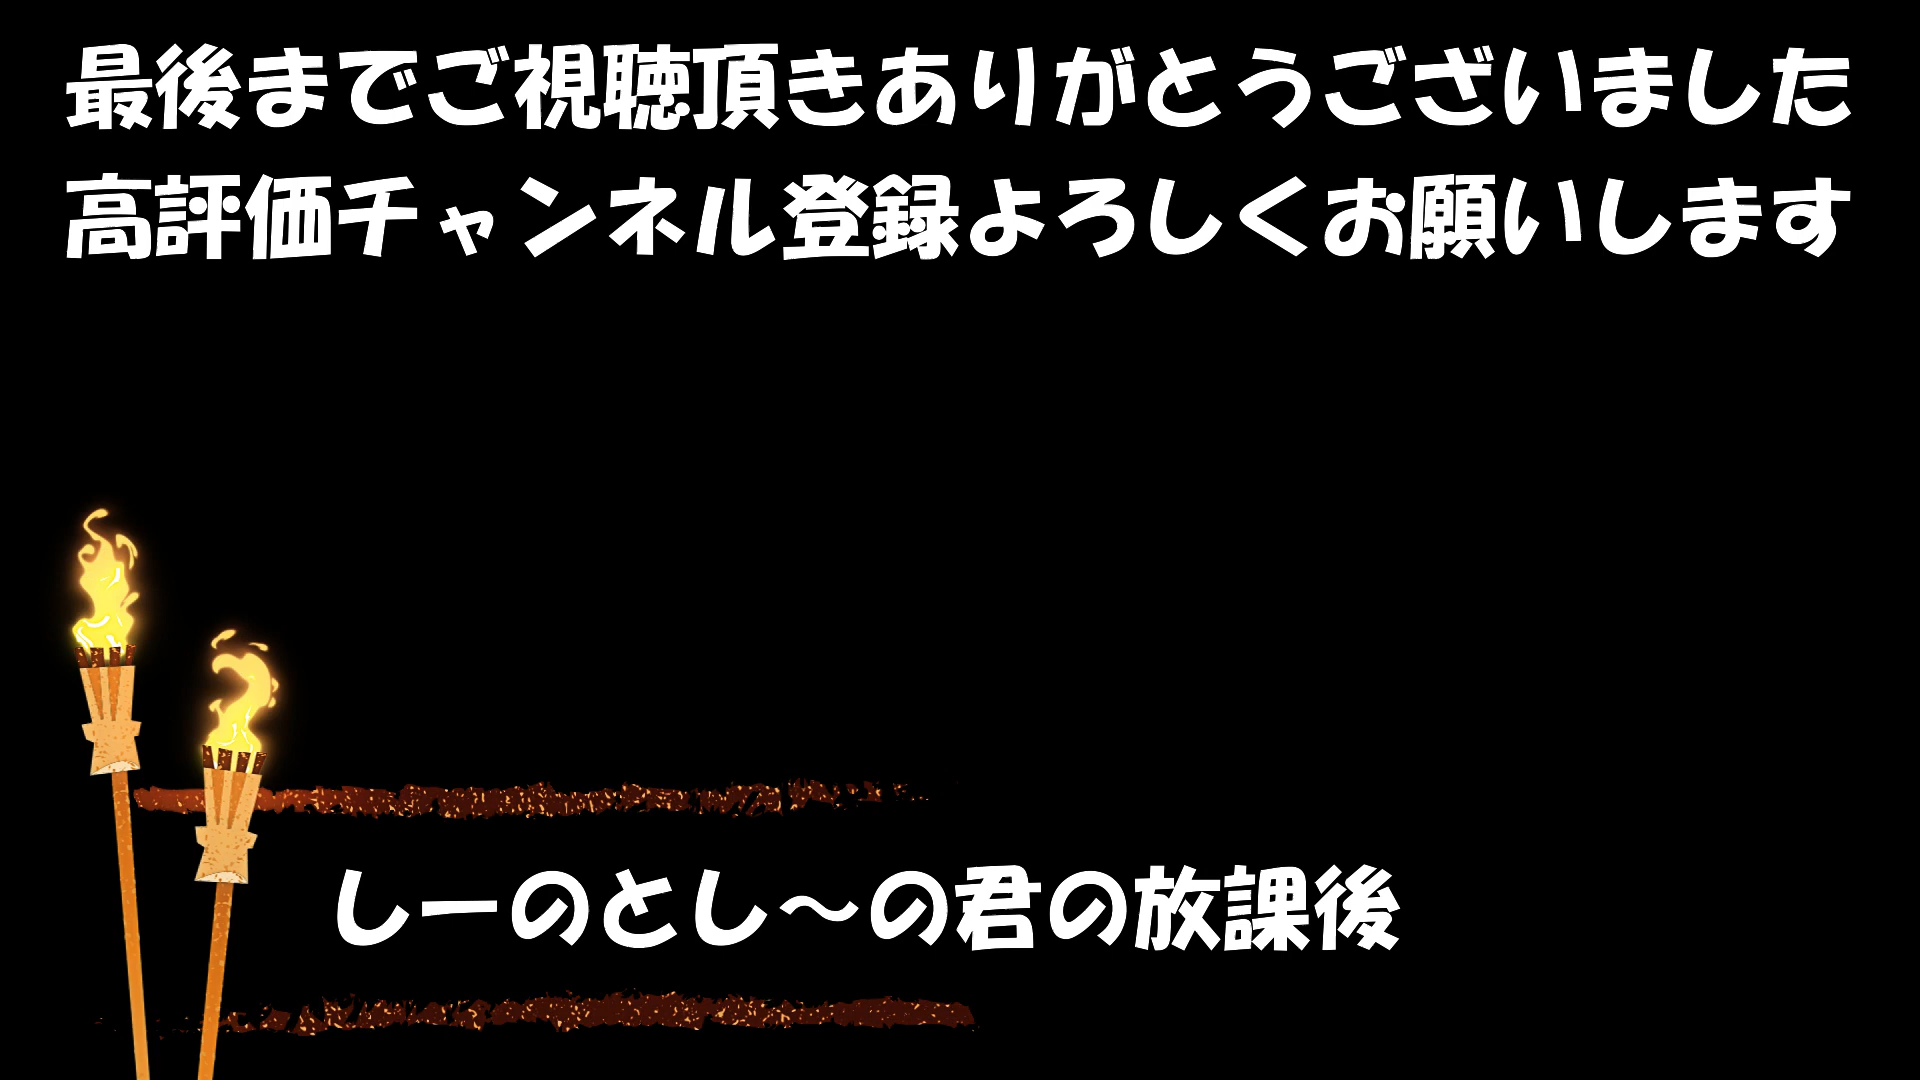 最後までご視聴頂きありがとうございました
高評価チャンネル登録よろしくお願いします
しーのとし～の君の放課後